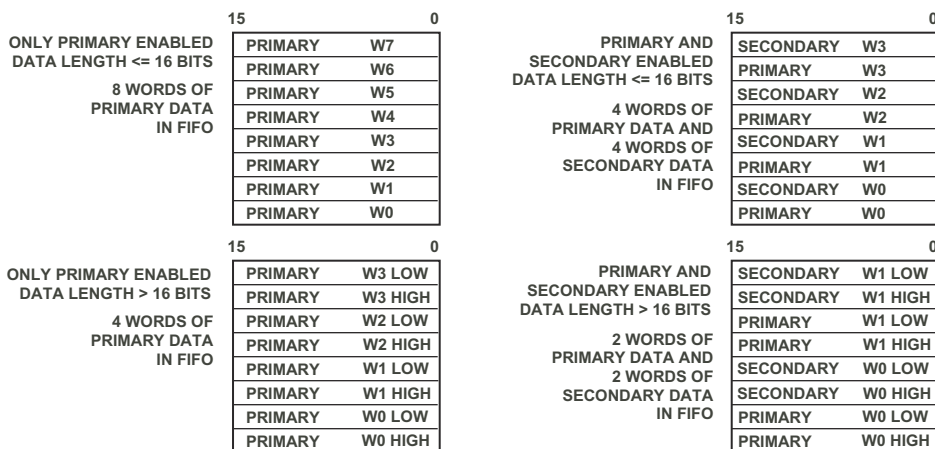 15 0
ONLY PRIMARY ENABLED
DATA LENGTH <= 16 BITS
8 WORDS OF
PRIMARY DATA
IN FIFO
PRIMARY W7
PRIMARY W6
PRIMARY W5
PRIMARY W4
PRIMARY W3
PRIMARY W2
PRIMARY W1
PRIMARY W0
15 0
PRIMARY AND
SECONDARY ENABLED
DATA LENGTH <= 16 BITS
4 WORDS OF
PRIMARY DATA AND
4 WORDS OF
SECONDARY DATA
IN FIFO
SECONDARY W3
PRIMARY W3
SECONDARY W2
PRIMARY W2
SECONDARY W1
PRIMARY W1
SECONDARY W0
PRIMARY W0
15 0
ONLY PRIMARY ENABLED
DATA LENGTH > 16 BITS
4 WORDS OF
PRIMARY DATA
IN FIFO
PRIMARY W3 LOW
PRIMARY W3 HIGH
PRIMARY W2 LOW
PRIMARY W2 HIGH
PRIMARY W1 LOW
PRIMARY W1 HIGH
PRIMARY W0 LOW
PRIMARY W0 HIGH
15 0
PRIMARY AND
SECONDARY ENABLED
DATA LENGTH > 16 BITS
2 WORDS OF
PRIMARY DATA AND
2 WORDS OF
SECONDARY DATA
IN FIFO
SECONDARY W1 LOW
SECONDARY W1 HIGH
PRIMARY W1 LOW
PRIMARY W1 HIGH
SECONDARY W0 LOW
SECONDARY W0 HIGH
PRIMARY W0 LOW
PRIMARY W0 HIGH